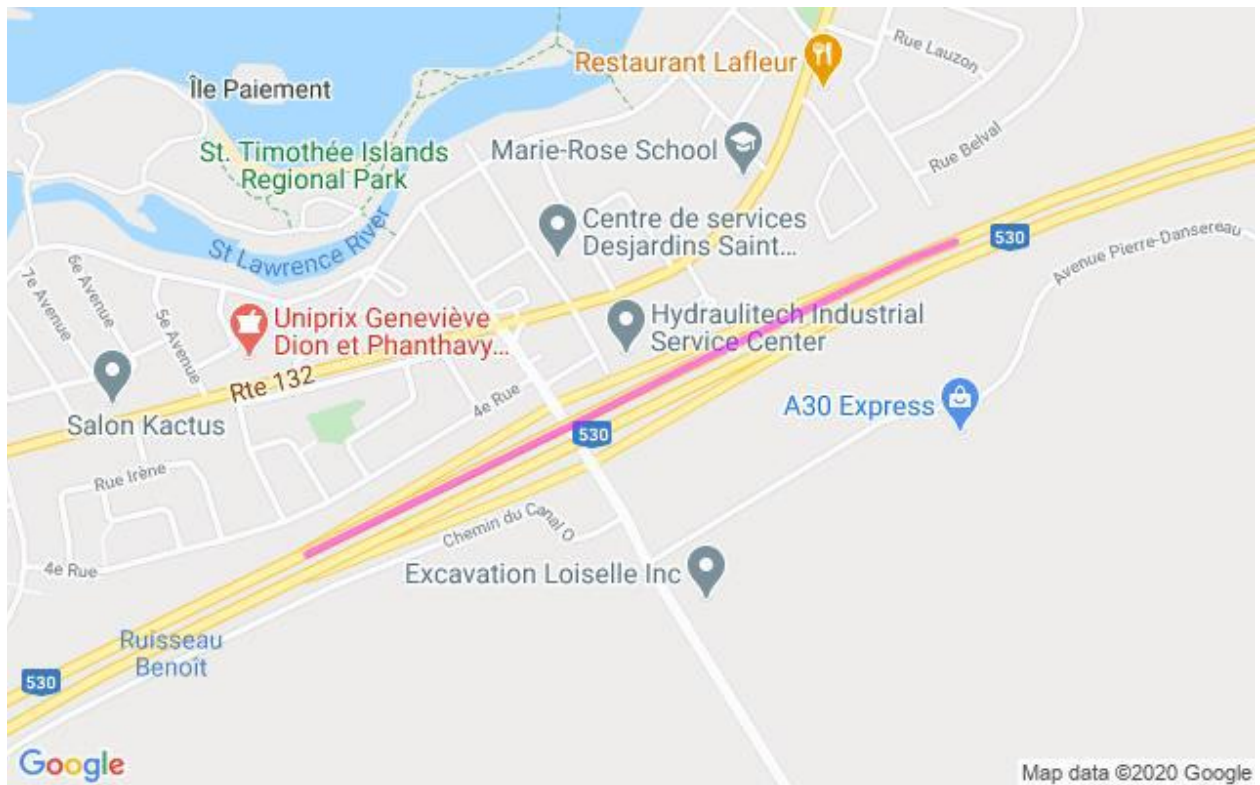 Restaurant Lafleur
Rue Lauzon
Île Paiement
St. Timothée Islands
Regional Park
Marie-Rose School
Rue Belval
Centre de services
Desjardins Saint...
530
Avenue Pierre-Dansereau
St Lawrence River
7e Avenue
6e Avenue
5e Avenue
Uniprix Geneviève
Dion et Phanthavy...
Hydraulitech Industrial
Service Center
Rte 132
4e Rue
Salon Kactus
A30 Express
530
Rue Irène
Chemin du Canal O
4e Rue
Excavation Loiselle Inc
Ruisseau
Benoît
530
Google
Map data ©2020 Google